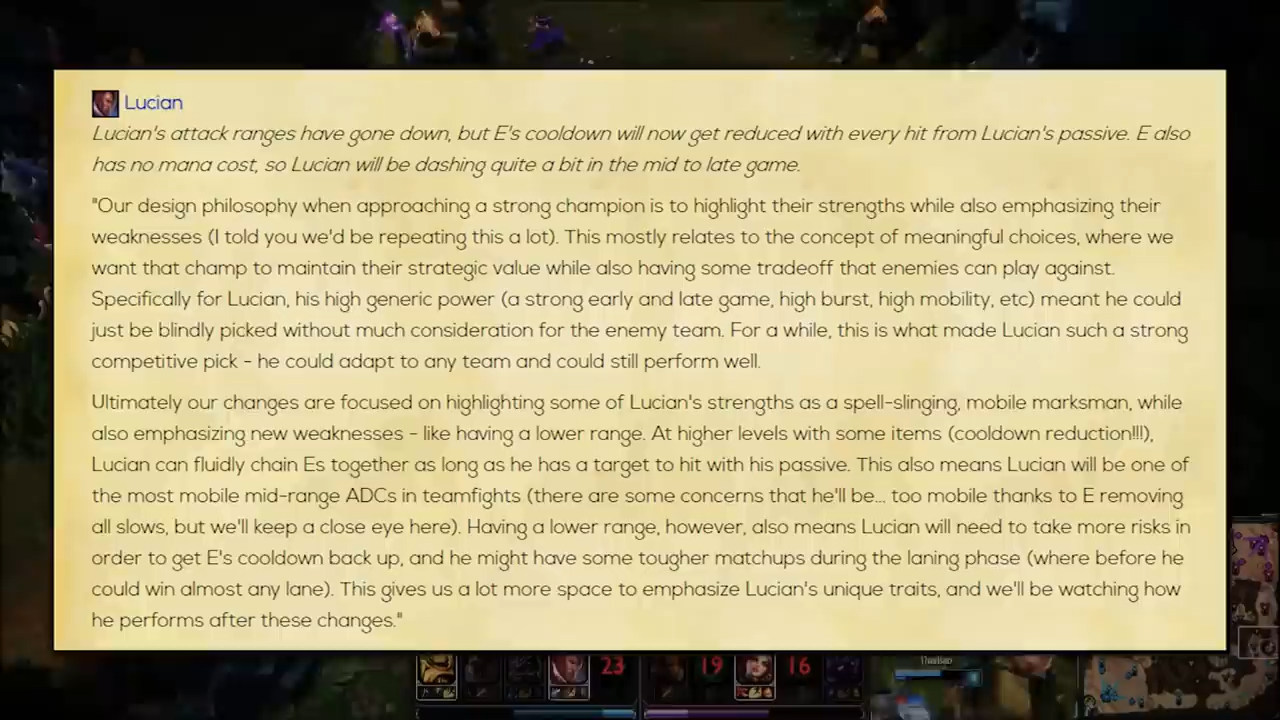 Lucian
Lucian's attack ranges have gone down, but E's cooldown will now get reduced with every hit from Lucian's passive. E also
has no mana cost, so Lucian will be dashing quite a bit in the mid to late game.
"Our design philosophy when approaching a strong champion is to highlight their strengths while also emphasizing their
weaknesses (I told you we'd be repeating this a lot). This mostly relates to the concept of meaningful choices, where we
want that champ to maintain their strategic value while also having some tradeoff that enemies can play against.
Specifically for Lucian, his high generic power (a strong early and late game, high burst, high mobility, etc) meant he could
just be blindly picked without much consideration for the enemy team. For a while, this is what made Lucian such a strong
competitive pick - he could adapt to any team and could still perform well.
Ultimately our changes are focused on highlighting some of Lucian's strengths as a spell-slinging, mobile marksman, while
also emphasizing new weaknesses - like having a lower range. At higher levels with some items (cooldown reduction!!!),
Lucian can fluidly chain Es together as long as he has a target to hit with his passive. This also means Lucian will be one of
the most mobile mid-range ADCs in teamfights (there are some concerns that he'll be... too mobile thanks to E removing
all slows, but we'll keep a close eye here). Having a lower range, however, also means Lucian will need to take more risks in
order to get E's cooldown back up, and he might have some tougher matchups during the laning phase (where before he
could win almost any lane). This gives us a lot more space to emphasize Lucian's unique traits, and we'll be watching how
he performs after these changes."
23 19 16